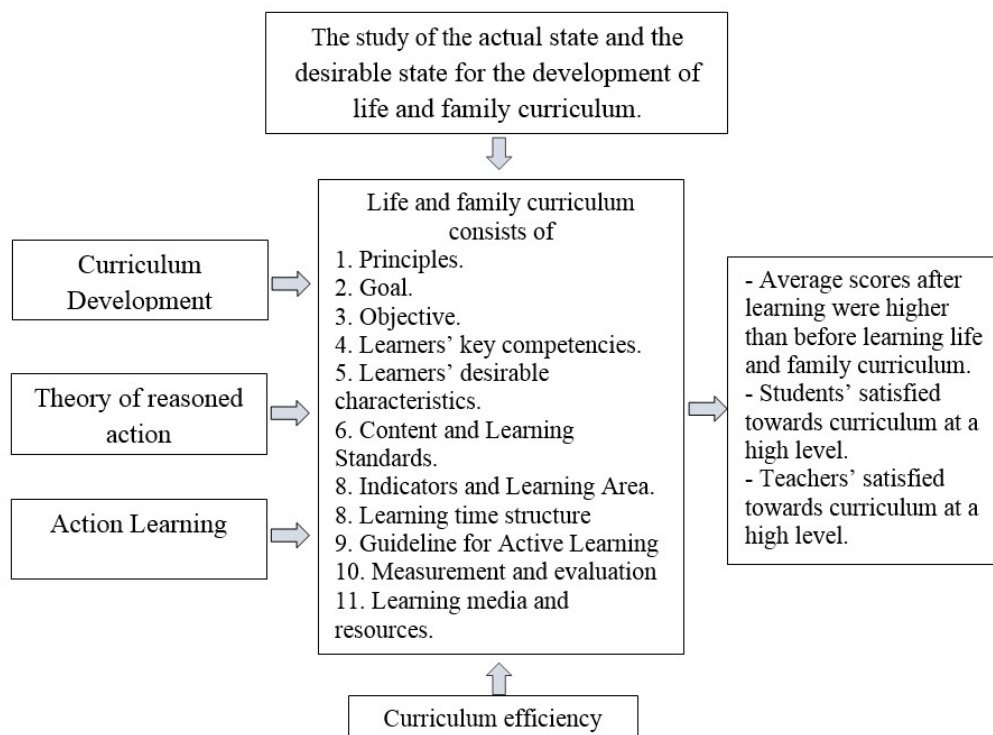 The study of the actual state and the
desirable state for the development of
life and family curriculum.
Curriculum
Development
Theory of reasoned
action
Action Learning
Life and family curriculum
consists of
1. Principles.
2. Goal.
3. Objective.
4. Learners’ key competencies.
5. Learners’ desirable
characteristics.
6. Content and Learning
Standards.
8. Indicators and Learning Area.
8. Learning time structure
9. Guideline for Active Learning
10. Measurement and evaluation
11. Learning media and
resources.
- Average scores after
learning were higher
than before learning life
and family curriculum.
- Students’ satisfied
towards curriculum at a
high level.
- Teachers’ satisfied
towards curriculum at a
high level.
Curriculum efficiency